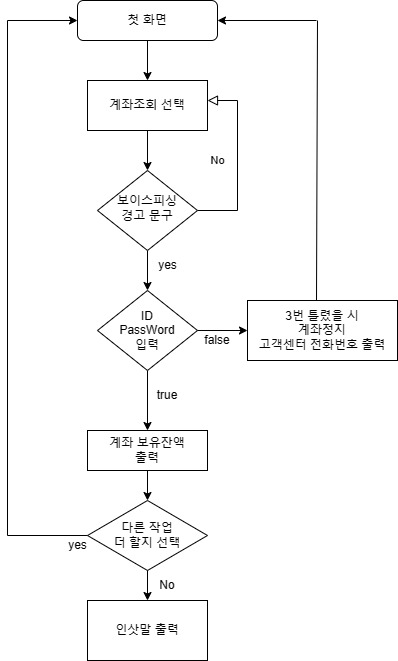 첫 화면
계좌조회 선택
No
보이스피싱
경고 문구
yes
ID
PassWord
입력
false
3번 틀렸을 시
계좌정지
고객센터 전화번호 출력
true
계좌 보유잔액
출력
다른 작업
더 할지 선택
yes
No
인삿말 출력